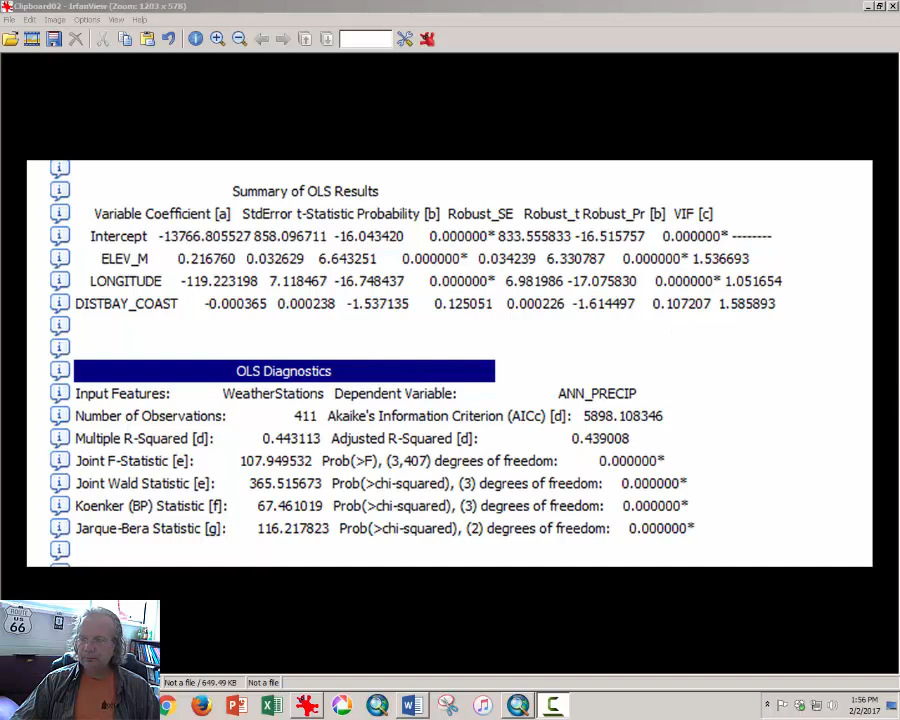 Clipboard02 - IrfanView (Zoom: 1203 x 578)
File Edit Image Options View Help
Summary of OLS Results
Variable Coefficient [a] StdError t-Statistic Probability [b] Robust_SE Robust_t Robust_Pr [b] VIF [c]
Intercept -13766.805527 858.096711 -16.043420 0.000000* 833.555833 -16.515757 0.000000* --------
ELEV_M 0.216760 0.032629 6.643251 0.000000* 0.034239 6.330787 0.000000* 1.536693
LONGITUDE -119.223198 7.118467 -16.748437 0.000000* 6.981986 -17.075830 0.000000* 1.051654
DISTBAY_COAST -0.000365 0.000238 -1.537135 0.125051 0.000226 -1.614497 0.107207 1.585893
OLS Diagnostics
Input Features: WeatherStations Dependent Variable: ANN_PRECIP
Number of Observations: 411 Akaike's Information Criterion (AICc) [d]: 5898.108346
Multiple R-Squared [d]: 0.443113 Adjusted R-Squared [d]: 0.439008
Joint F-Statistic [e]: 107.949532 Prob(>F), (3,407) degrees of freedom: 0.000000*
Joint Wald Statistic [e]: 365.515673 Prob(>chi-squared), (3) degrees of freedom: 0.000000*
Koenker (BP) Statistic [f]: 67.461019 Prob(>chi-squared), (3) degrees of freedom: 0.000000*
Jarque-Bera Statistic [g]: 116.217823 Prob(>chi-squared), (2) degrees of freedom: 0.000000*
ROUTE
US
66
Not a file / 649.49 KB Not a file
1:56 PM
2/2/2017